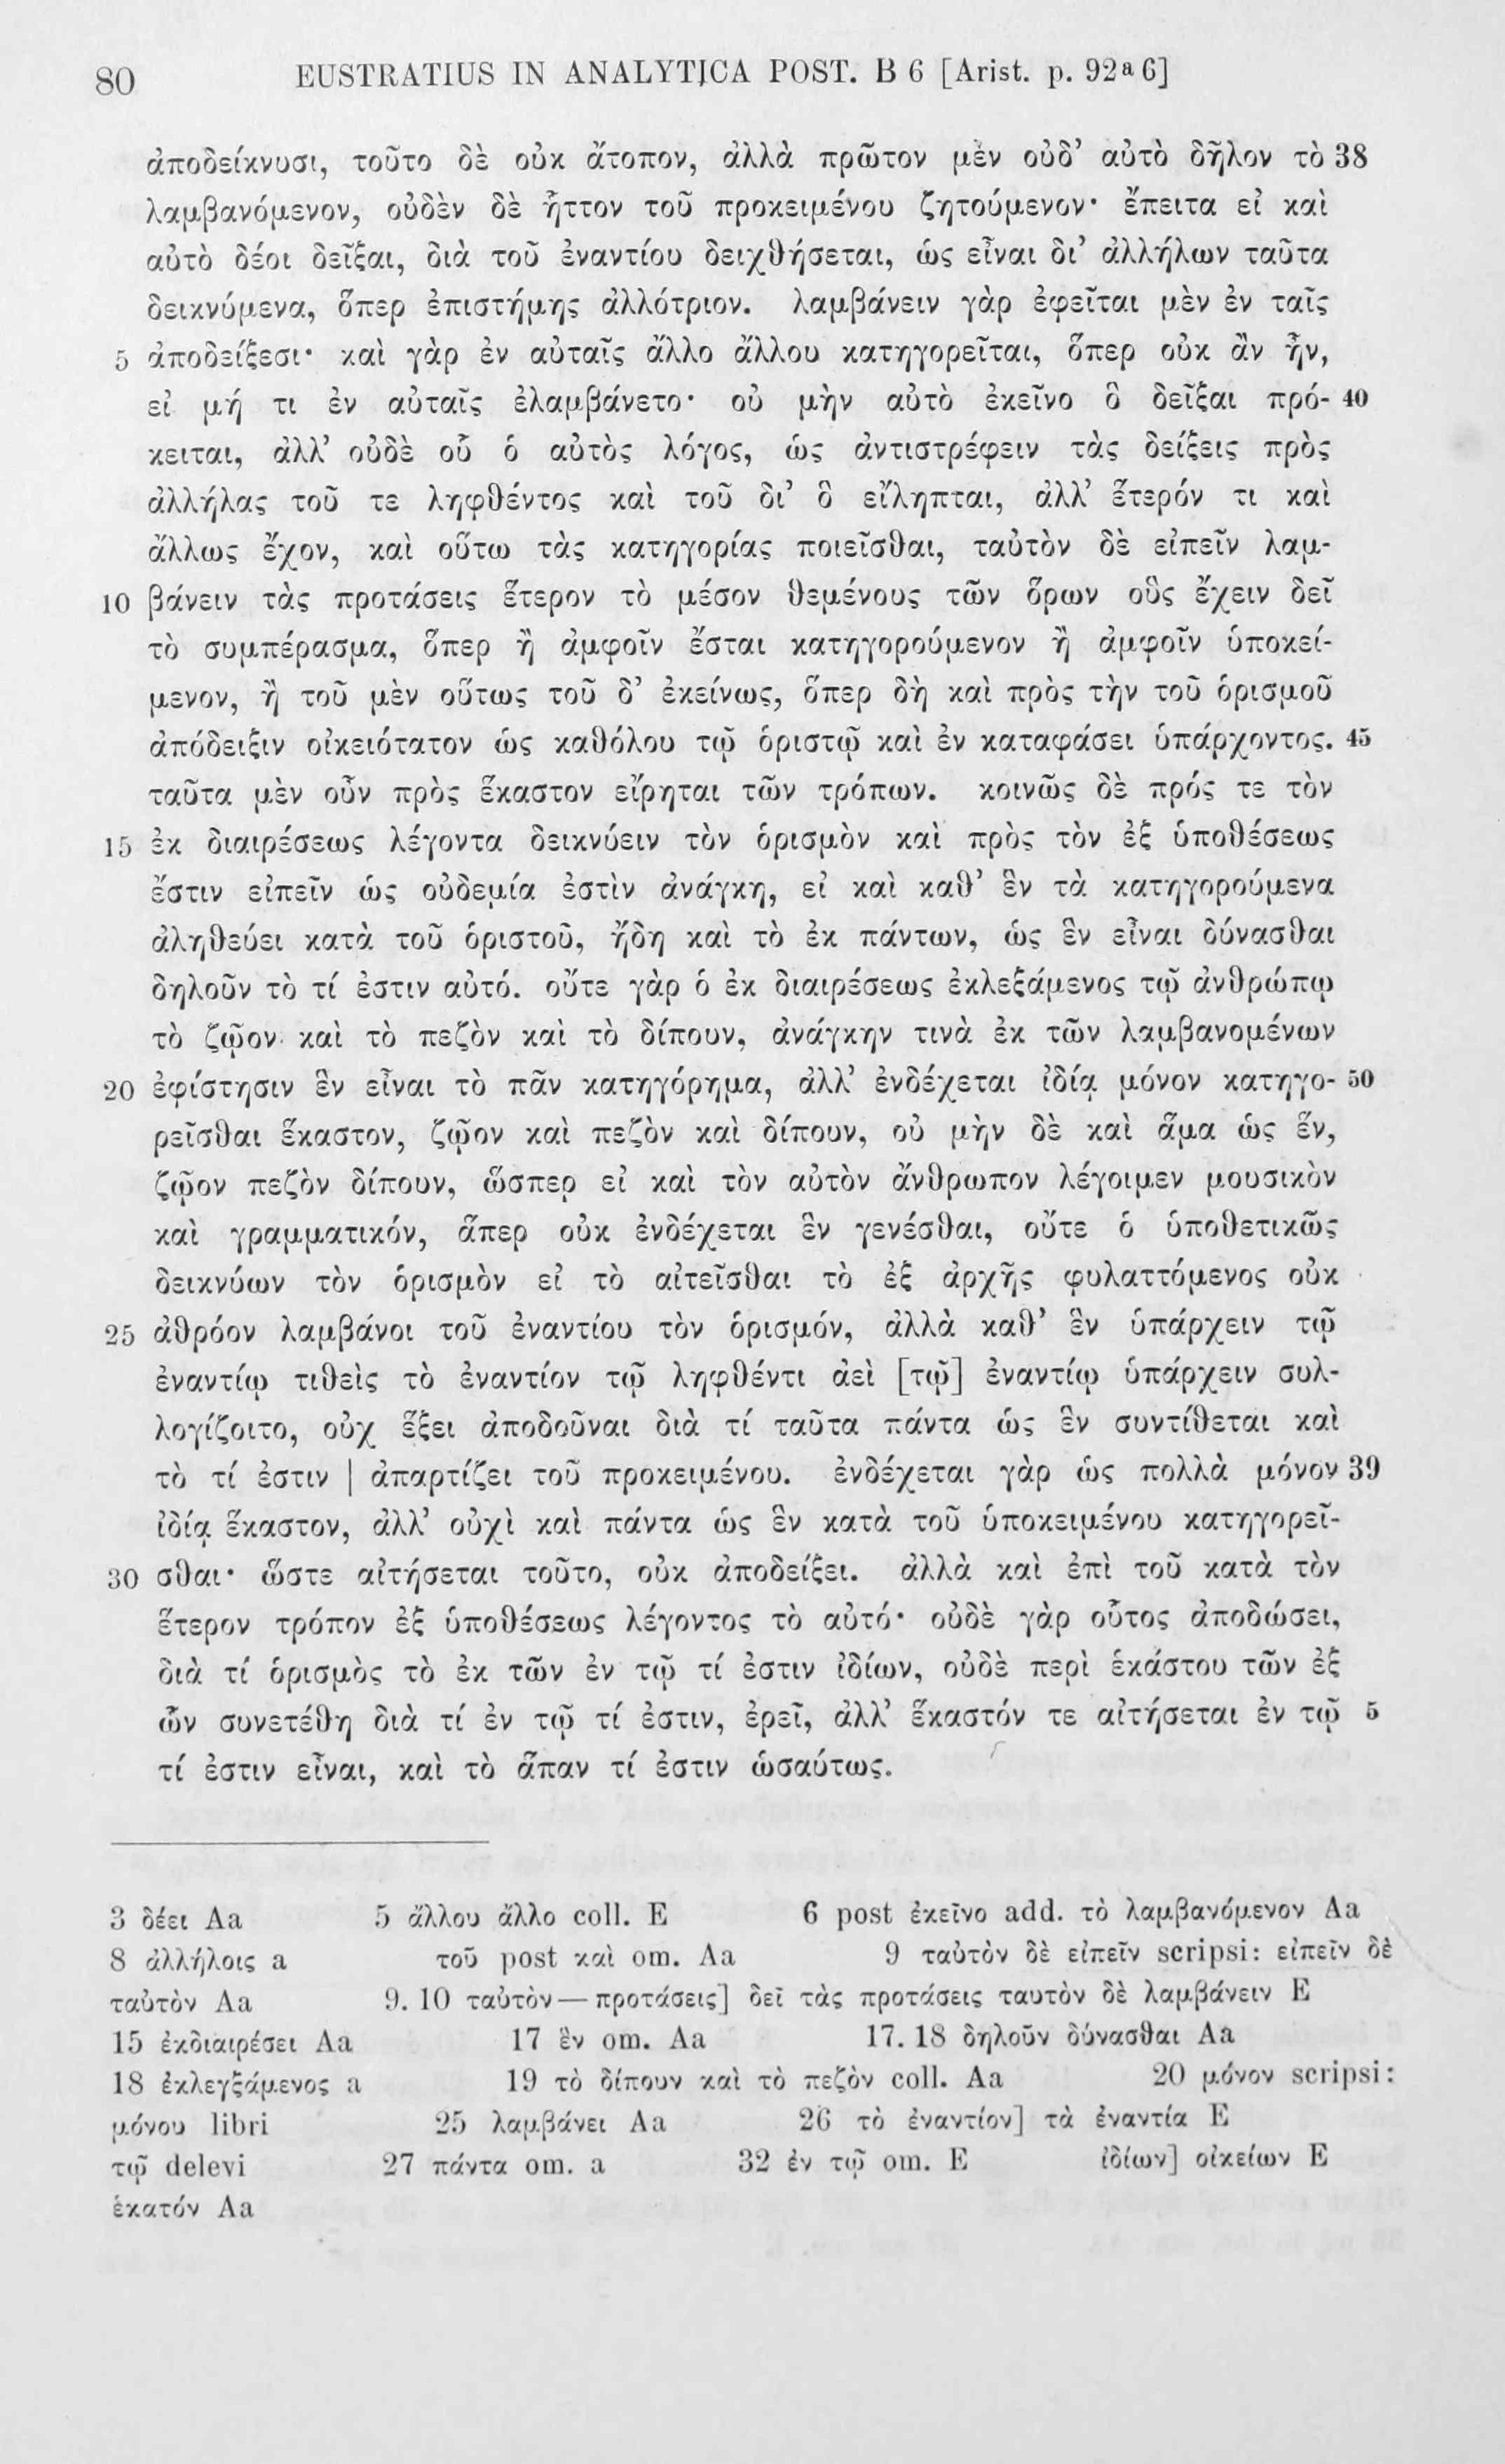 80 EUSTRATIUS IN ANALYTICA POST. B 6 [Arist. p. 92a 6]
ἀποδείκνυσι, τοῦτο δὲ οὐκ ἄτοπον, ἀλλὰ πρῶτον μὲν οὐδ’ αὐτὸ δῆλον τὸ 38
λαμβανόμενον, οὐδὲν δὲ ἧττον τοῦ προκειμένου ζητούμενον· ἔπειτα εἰ καὶ
αὐτὸ δέοι δεῖξαι, διὰ τοῦ ἐναντίου δειχθήσεται, ὡς εἶναι δι’ ἀλλήλων ταῦτα
δεικνύμενα, ὅπερ ἐπιστήμης ἀλλότριον. λαμβάνειν γὰρ ἐφεῖται μὲν ἐν ταῖς
5 ἀποδείξεσι· καὶ γὰρ ἐν αὐταῖς ἄλλο ἄλλου κατηγορεῖται, ὅπερ οὐκ ἂν ἦν,
εἰ μή τι ἐν αὐταῖς ἐλαμβάνετο· οὐ μὴν αὐτὸ ἐκεῖνο ὃ δεῖξαι πρό- 40
κειται, ἀλλ’ οὐδὲ οὗ ὁ αὐτὸς λόγος, ὡς ἀντιστρέφειν τὰς δείξεις πρὸς
ἀλλήλας τοῦ τε ληφθέντος καὶ τοῦ δι’ ὃ εἴληπται, ἀλλ’ ἕτερόν τι καὶ
ἄλλως ἔχον, καὶ οὕτω τὰς κατηγορίας ποιεῖσθαι, ταὐτὸν δὲ εἰπεῖν λαμ-
10 βάνειν τὰς προτάσεις ἕτερον τὸ μέσον θεμένους τῶν ὅρων οὓς ἔχειν δεῖ
τὸ συμπέρασμα, ὅπερ ἢ ἀμφοῖν ἔσται κατηγορούμενον ἢ ἀμφοῖν ὑποκεί-
μενον, ἢ τοῦ μὲν οὕτως τοῦ δ’ ἐκείνως, ὅπερ δὴ καὶ πρὸς τὴν τοῦ ὁρισμοῦ
ἀπόδειξιν οἰκειότατον ὡς καθόλου τῷ ὁριστῷ καὶ ἐν καταφάσει ὑπάρχοντος. 45
ταῦτα μὲν οὖν πρὸς ἕκαστον εἴρηται τῶν τρόπων. κοινῶς δὲ πρός τε τὸν
15 ἐκ διαιρέσεως λέγοντα δεικνύειν τὸν ὁρισμὸν καὶ πρὸς τὸν ἐξ ὑποθέσεως
ἔστιν εἰπεῖν ὡς οὐδεμία ἐστὶν ἀνάγκη, εἰ καὶ καθ’ ἓν τὰ κατηγορούμενα
ἀληθεύει κατὰ τοῦ ὁριστοῦ, ἤδη καὶ τὸ ἐκ πάντων, ὡς ἓν εἶναι δύνασθαι
δηλοῦν τὸ τί ἐστιν αὐτό. οὔτε γὰρ ὁ ἐκ διαιρέσεως ἐκλεξάμενος τῷ ἀνθρώπῳ
τὸ ζῷον καὶ τὸ πεζὸν καὶ τὸ δίπουν, ἀνάγκην τινὰ ἐκ τῶν λαμβανομένων
20 ἐφίστησιν ἓν εἶναι τὸ πᾶν κατηγόρημα, ἀλλ’ ἐνδέχεται ἰδίᾳ μόνον κατηγο- 50
ρεῖσθαι ἕκαστον, ζῷον καὶ πεζὸν καὶ δίπουν, οὐ μὴν δὲ καὶ ἅμα ὡς ἕν,
ζῷον πεζὸν δίπουν, ὥσπερ εἰ καὶ τὸν αὐτὸν ἄνθρωπον λέγοιμεν μουσικὸν
καὶ γραμματικόν, ἅπερ οὐκ ἐνδέχεται ἓν γενέσθαι, οὔτε ὁ ὑποθετικῶς
δεικνύων τὸν ὁρισμὸν εἰ τὸ αἰτεῖσθαι τὸ ἐξ ἀρχῆς φυλαττόμενος οὐκ
25 ἀθρόον λαμβάνοι τοῦ ἐναντίου τὸν ὁρισμόν, ἀλλὰ καθ’ ἓν ὑπάρχειν τῷ
ἐναντίῳ τιθεὶς τὸ ἐναντίον τῷ ληφθέντι ἀεὶ [τῷ] ἐναντίῳ ὑπάρχειν συλ-
λογίζοιτο, οὐχ ἕξει ἀποδοῦναι διὰ τί ταῦτα πάντα ὡς ἓν συντίθεται καὶ
τὸ τί ἐστιν | ἀπαρτίζει τοῦ προκειμένου. ἐνδέχεται γὰρ ὡς πολλὰ μόνον 39
ἰδίᾳ ἕκαστον, ἀλλ’ οὐχὶ καὶ πάντα ὡς ἓν κατὰ τοῦ ὑποκειμένου κατηγορεῖ-
30 σθαι· ὥστε αἰτήσεται τοῦτο, οὐκ ἀποδείξει. ἀλλὰ καὶ ἐπὶ τοῦ κατὰ τὸν
ἕτερον τρόπον ἐξ ὑποθέσεως λέγοντος τὸ αὐτό· οὐδὲ γὰρ οὗτος ἀποδώσει,
διὰ τί ὁρισμὸς τὸ ἐκ τῶν ἐν τῷ τί ἐστιν ἰδίων, οὐδὲ περὶ ἑκάστου τῶν ἐξ
ὧν συνετέθη διὰ τί ἐν τῷ τί ἐστιν, ἐρεῖ, ἀλλ’ ἕκαστόν τε αἰτήσεται ἐν τῷ 5
τί ἐστιν εἶναι, καὶ τὸ ἅπαν τί ἐστιν ὡσαύτως.
3 δέει Aa 5 ἄλλου ἄλλο coll. E 6 post ἐκεῖνο add. τὸ λαμβανόμενον Aa
8 ἀλλήλοις a τοῦ post καὶ om. Aa 9 ταὐτὸν δὲ εἰπεῖν scripsi: εἰπεῖν δὲ
ταὐτὸν Aa 9. 10 ταὐτὸν — προτάσεις] δεῖ τὰς προτάσεις ταυτὸν δὲ λαμβάνειν E
15 ἐκδιαιρέσει Aa 17 ἓν om. Aa 17. 18 δηλοῦν δύνασθαι Aa
18 ἐκλεγξάμενος a 19 τὸ δίπουν καὶ τὸ πεζὸν coll. Aa 20 μόνον scripsi:
μόνου libri 25 λαμβάνει Aa 26 τὸ ἐναντίον] τὰ ἐναντία E
τῷ delevi 27 πάντα om. a 32 ἐν τῷ om. E ἰδίων] οἰκείων E
ἑκατόν Aa